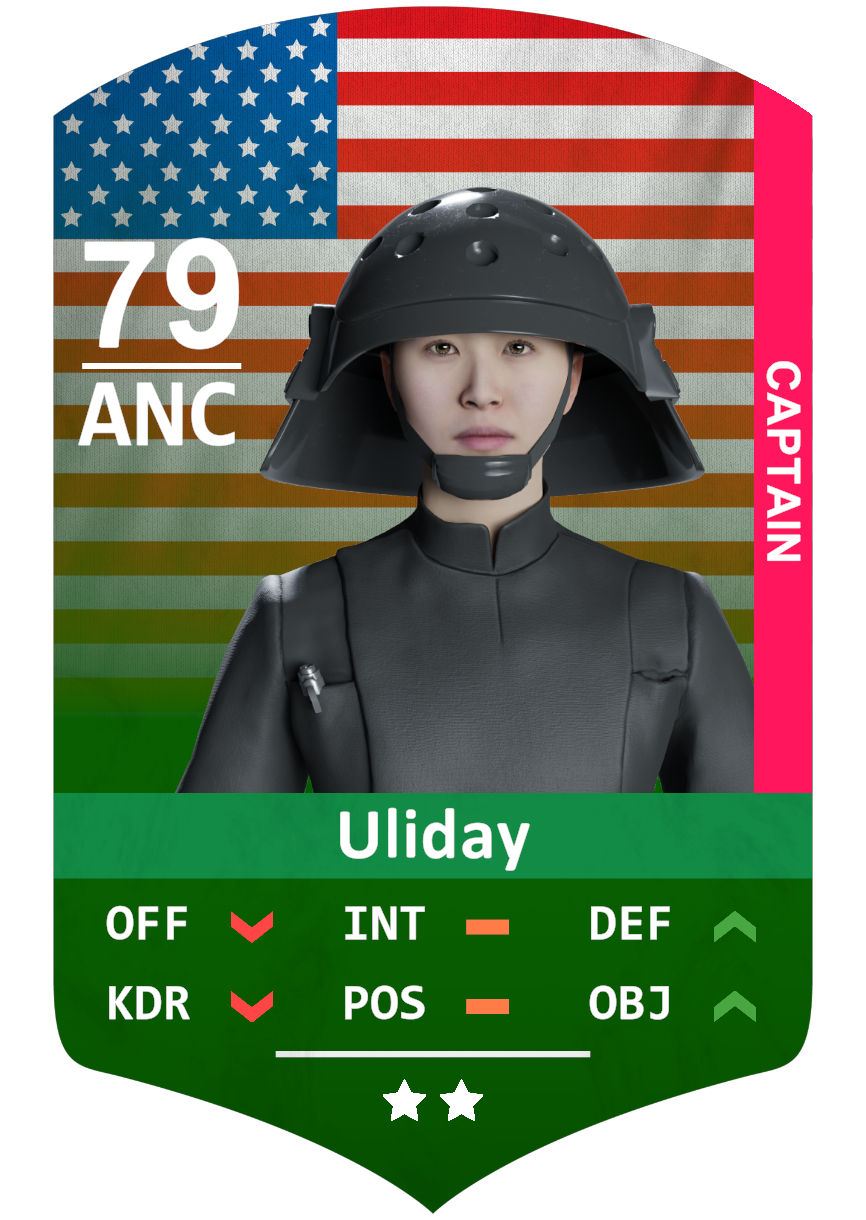 79
ANC
CAPTAIN
Uliday
OFF INT DEF
KDR POS OBJ